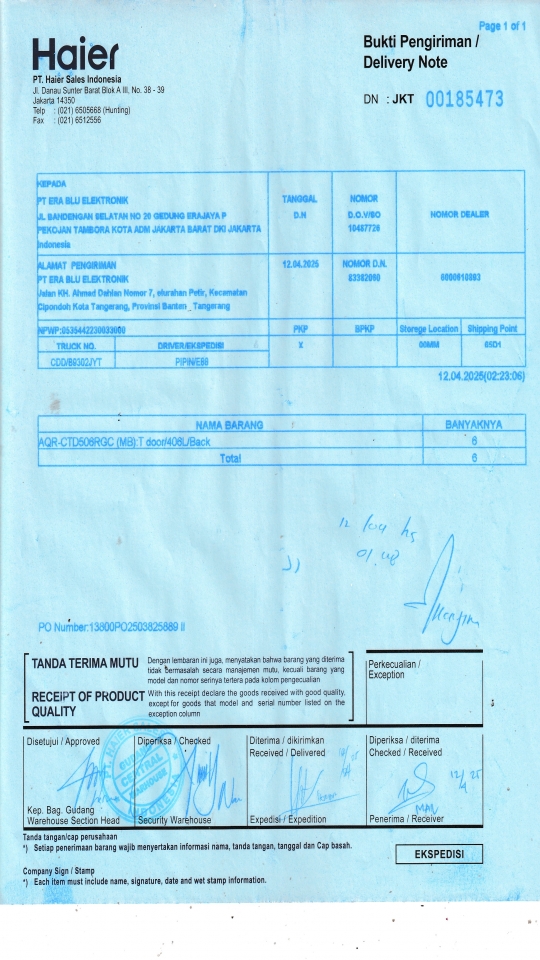 Page 1 of 1
Haier
PT. Haier Sales Indonesia
Jl. Danau Sunter Barat Blok A III, No. 38 - 39
Jakarta 14350
Telp : (021) 6505668 (Hunting)
Fax : (021) 6512556
Bukti Pengiriman /
Delivery Note
DN : JKT 00185473
KEPADA
PT ERA BLU ELEKTRONIK
JL BANDENGAN SELATAN NO 20 GEDUNG ERAJAYA P
PEKOJAN TAMBORA KOTA ADM JAKARTA BARAT DKI JAKARTA
Indonesia
TANGGAL
D.N
NOMOR
D.O./SO
10487726
NOMOR DEALER
ALAMAT PENGIRIMAN
PT ERA BLU ELEKTRONIK
Jalan KH. Ahmad Dahlan Nomor 7, elurahan Petir, Kecamatan
Cipondoh Kota Tangerang, Provinsi Banten_ Tangerang
12.04.2025
NOMOR D.N.
83382060
NPWP:0535442230033000
PKP
BPKP
Storege Location
Shipping Point
TRUCK NO.
DRIVER/EKSPEDISI
X
00MM
65D1
CDD/B9302JYT
12.04.2025(02:23:06)
NAMA BARANG
BANYAKNYA
AQR-CTD506RGC (MB):T door/406L/Back
6
Total
6
12/04
PO Number:13800PO2503825889 II
TANDA TERIMA MUTU
Dengan lembaran ini juga, menyatakan bahwa barang yang diterima
tidak bermasalah secara manajemen mutu, kecuali barang yang
model dan nomor serinya tertera pada kolom pengecualian
RECEIPT OF PRODUCT
QUALITY
With this receipt declare the goods received with good quality,
except for goods that model and serial number listed on the
exception column
Perkecualian /
Exception
Disetujui / Approved
Diperiksa / Checked
Diterima / dikirimkan
Received / Delivered
Diperiksa / diterima
Checked / Received
CENTRAL
WAREHOUSE
12/4 25
Kep. Bag. Gudang
Warehouse Section Head
Security Warehouse
Expedisi / Expedition
Penerima / Receiver
Tanda tangan/cap perusahaan
*) Setiap penerimaan barang wajib menyertakan informasi nama, tanda tangan, tanggal dan Cap basah.
EKSPEDISI
Company Sign / Stamp
*) Each item must include name, signature, date and wet stamp information.